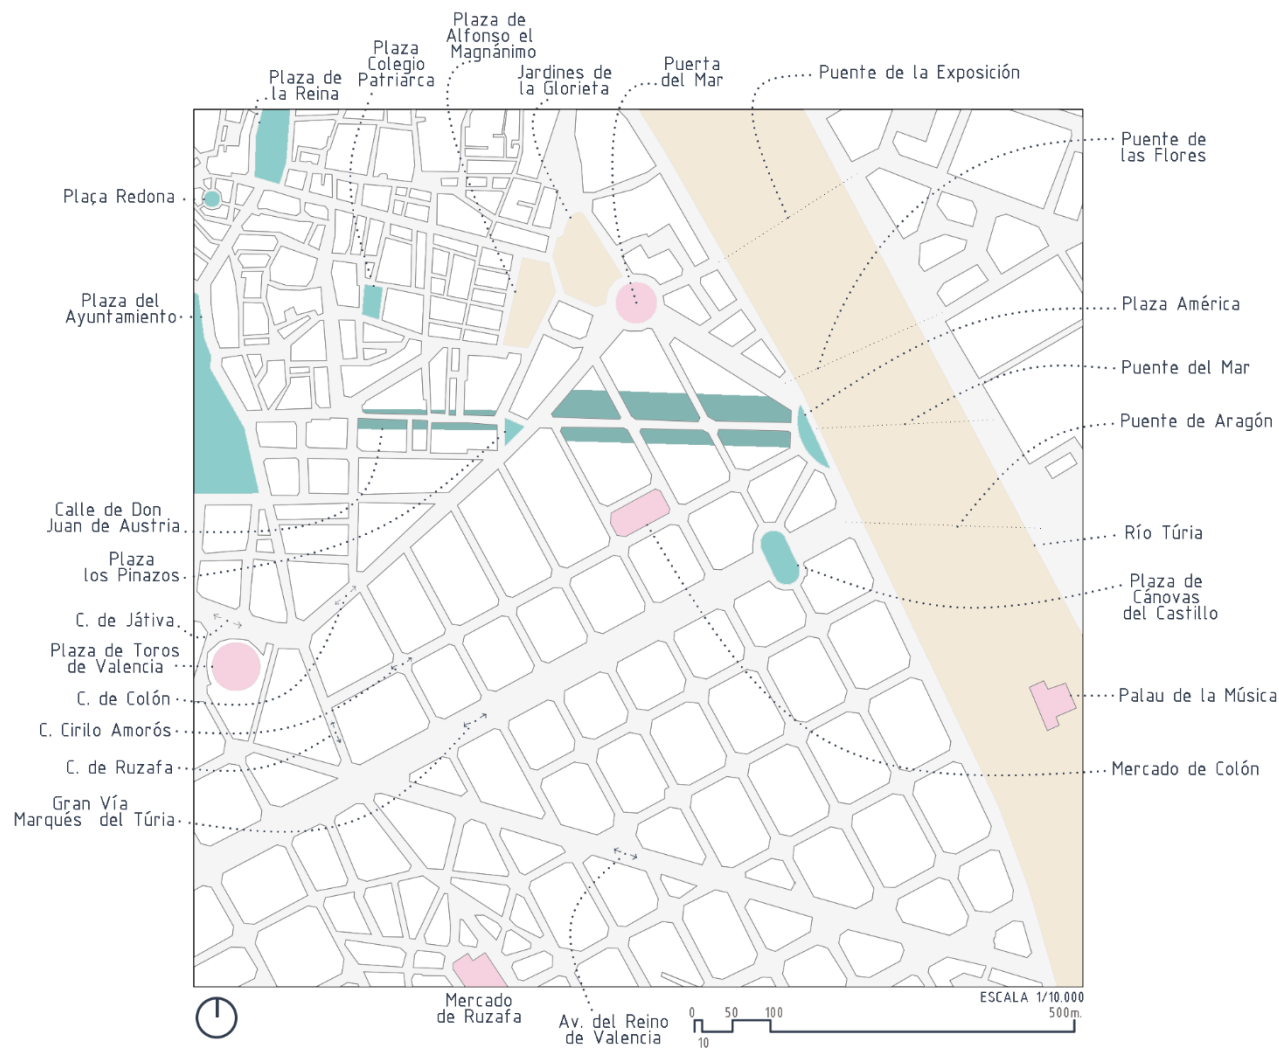 Plaza de
Alfonso el
Magnánimo
Plaza
Colegio
Patriarca
Plaza de
la Reina
Jardines de
la Glorieta
Puerta
del Mar
Puente de la Exposición
Puente de
las Flores
Plaça Redona
Plaza del
Ayuntamiento
Plaza América
Puente del Mar
Puente de Aragón
Calle de Don
Juan de Austria
Plaza
los Pinazos
Río Túria
Plaza de
Cánovas
del Castillo
C. de Játiva
Plaza de Toros
de Valencia
C. de Colón
Palau de la Música
C. Cirilo Amorós
C. de Ruzafa
Mercado de Colón
Gran Vía
Marqués del Túria
Mercado
de Ruzafa
Av. del Reino
de Valencia
ESCALA 1/10.000
0 50 100 500m.
10